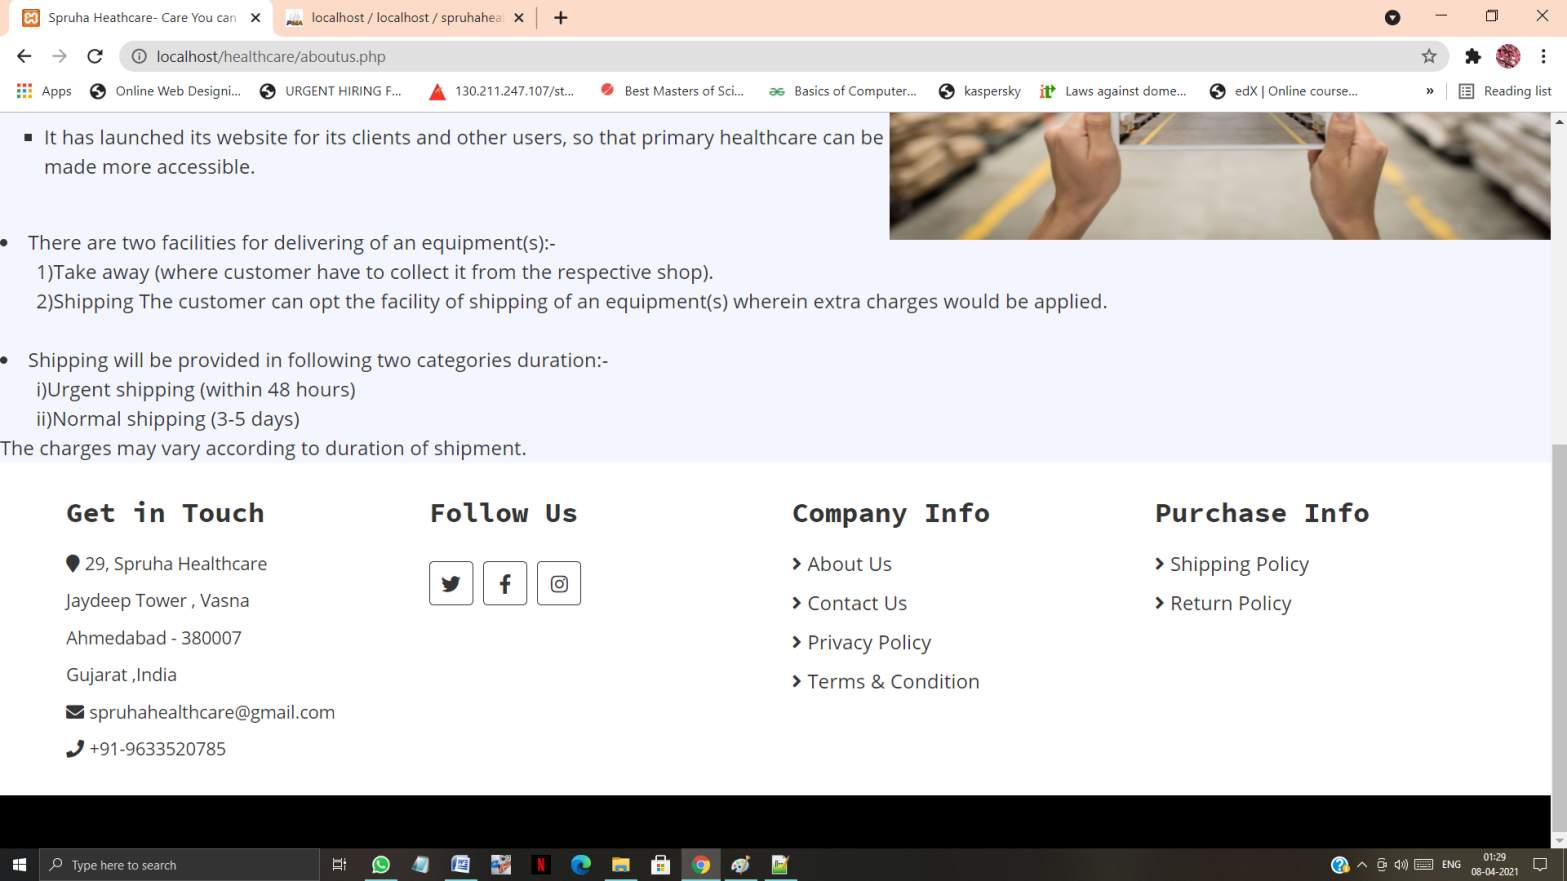 Spruha Heathcare- Care You can
localhost / localhost / spruhaheal
localhost/healthcare/aboutus.php
Apps
Online Web Designi...
URGENT HIRING F...
130.211.247.107/st...
Best Masters of Sci...
Basics of Computer...
kaspersky
Laws against dome...
edX | Online course...
»
Reading list
It has launched its website for its clients and other users, so that primary healthcare can be
made more accessible.
There are two facilities for delivering of an equipment(s):-
1)Take away (where customer have to collect it from the respective shop).
2)Shipping The customer can opt the facility of shipping of an equipment(s) wherein extra charges would be applied.
Shipping will be provided in following two categories duration:-
i)Urgent shipping (within 48 hours)
ii)Normal shipping (3-5 days)
The charges may vary according to duration of shipment.
Get in Touch
29, Spruha Healthcare
Jaydeep Tower , Vasna
Ahmedabad - 380007
Gujarat ,India
spruhahealthcare@gmail.com
+91-9633520785
Follow Us
Company Info
About Us
Contact Us
Privacy Policy
Terms & Condition
Purchase Info
Shipping Policy
Return Policy
Type here to search
ENG
01:29
08-04-2021